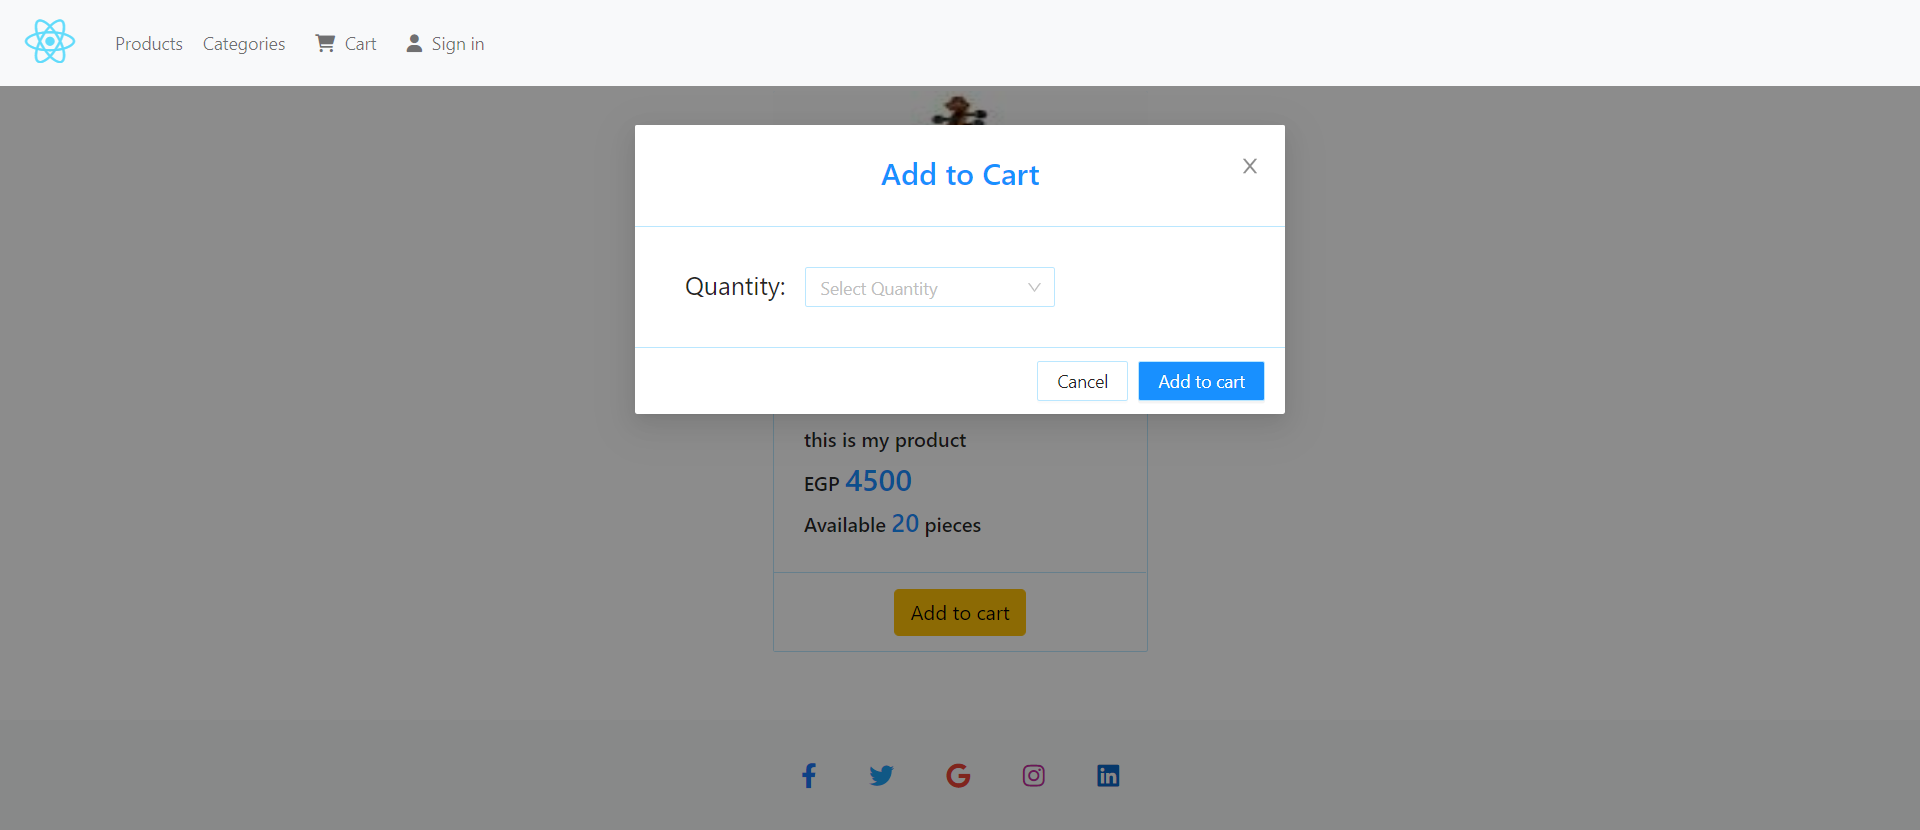 Products Categories Cart Sign in
Add to Cart
Quantity: Select Quantity
Cancel Add to cart
this is my product
EGP 4500
Available 20 pieces
Add to cart